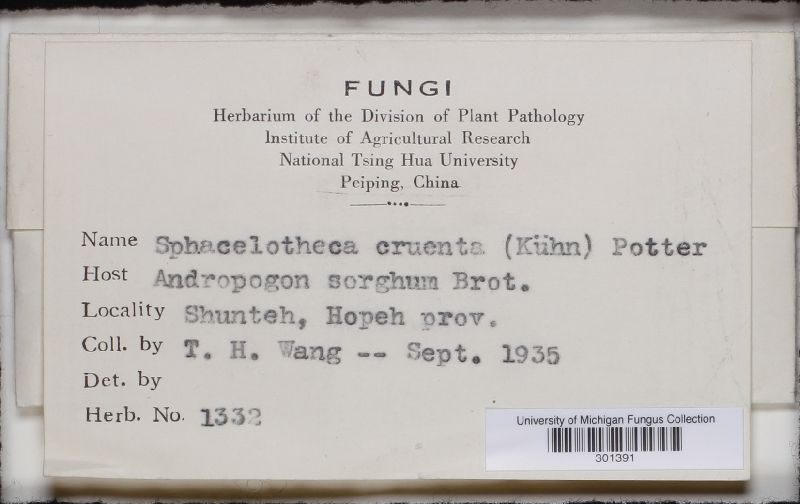 FUNGI
Herbarium of the Division of Plant Pathology
Institute of Agricultural Research
National Tsing Hua University
Peiping, China
Name Sphacelotheca cruenta (Kühn) Potter
Host Andropogon sorghum Brot.
Locality Shunteh, Hopeh prov.
Coll. by T. H. Wang -- Sept. 1935
Det. by
Herb. No. 1332
University of Michigan Fungus Collection
301391